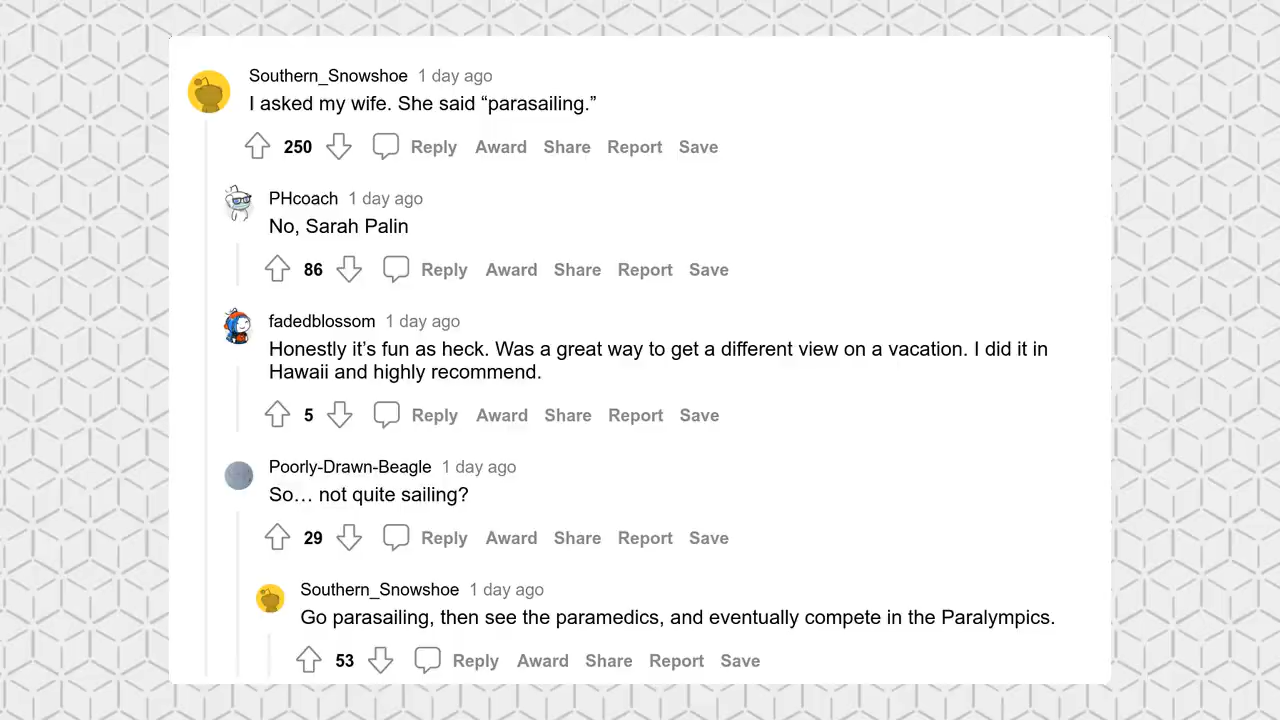 Southern_Snowshoe 1 day ago
I asked my wife. She said “parasailing.”
250 Reply Award Share Report Save
PHcoach 1 day ago
No, Sarah Palin
86 Reply Award Share Report Save
fadedblossom 1 day ago
Honestly it’s fun as heck. Was a great way to get a different view on a vacation. I did it in
Hawaii and highly recommend.
5 Reply Award Share Report Save
Poorly-Drawn-Beagle 1 day ago
So… not quite sailing?
29 Reply Award Share Report Save
Southern_Snowshoe 1 day ago
Go parasailing, then see the paramedics, and eventually compete in the Paralympics.
53 Reply Award Share Report Save